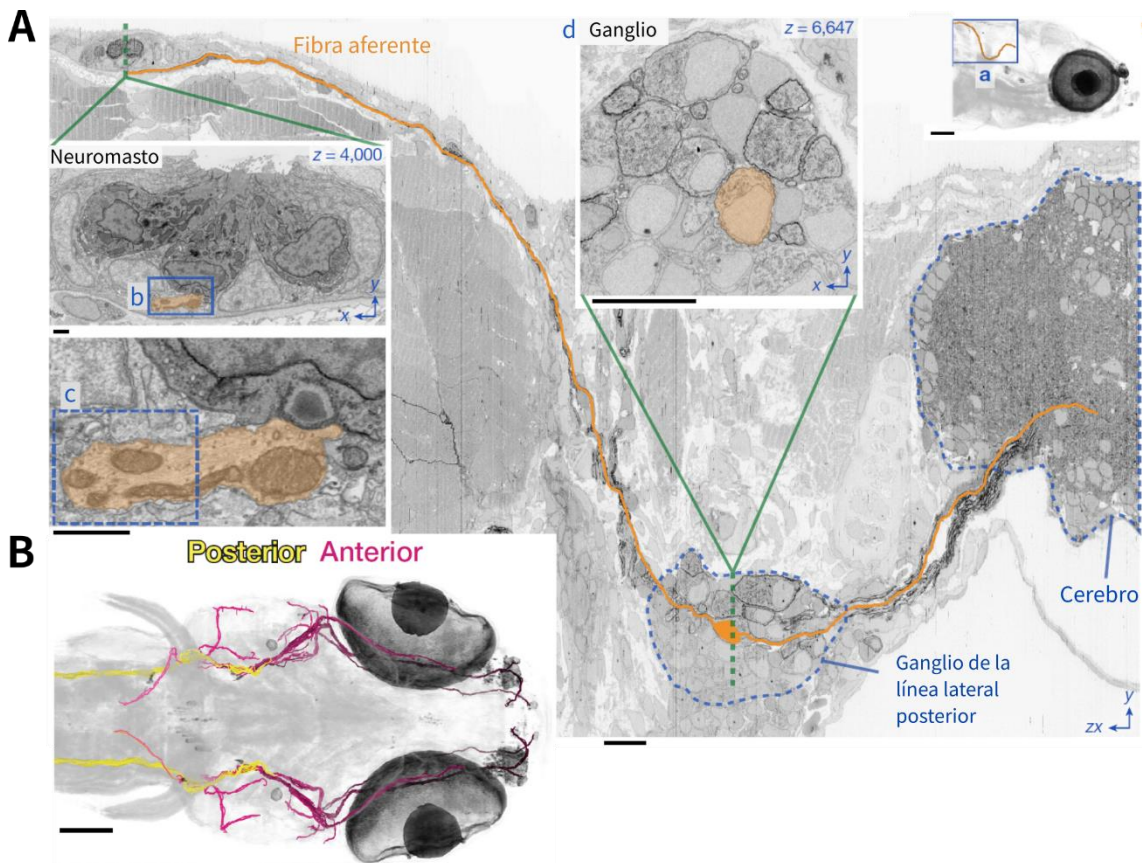 A
Fibra aferente
d
Ganglio
z = 6,647
a
Neuromasto
z = 4,000
b
y
x
y
x
c
B
Posterior Anterior
Cerebro
Ganglio de la
línea lateral
posterior
y
zx